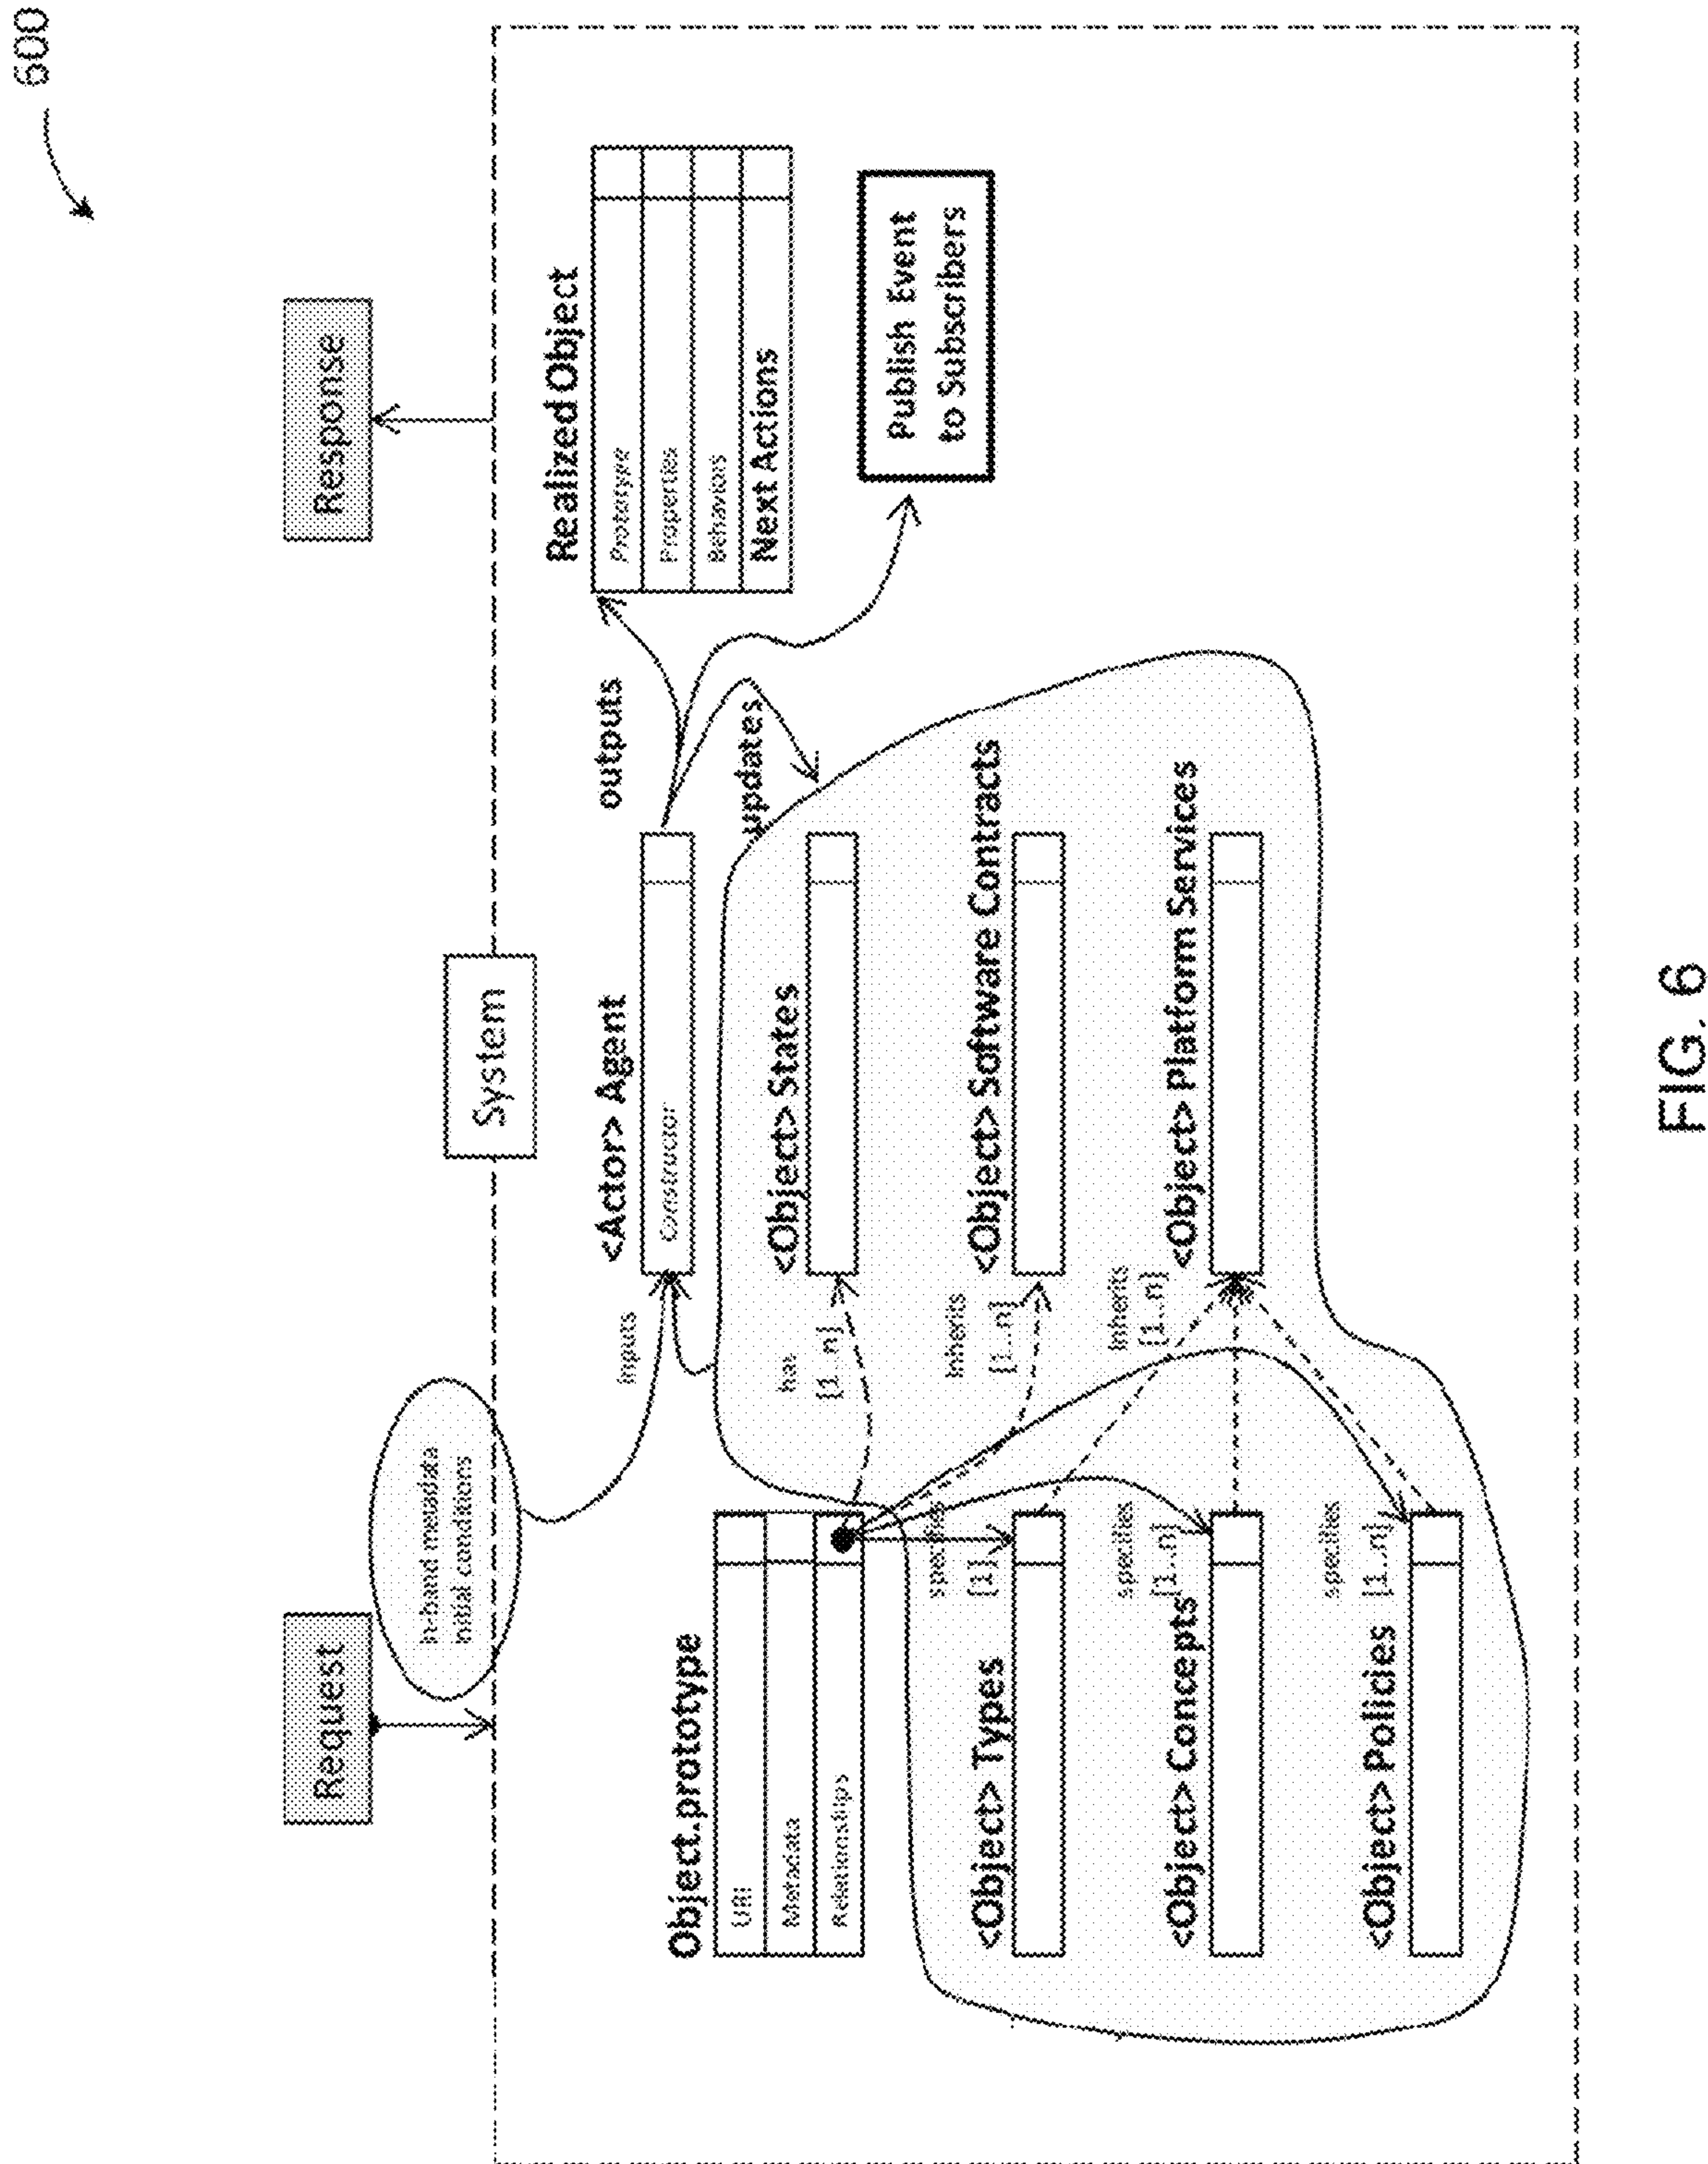 600
Request
Response
In-band metadata
Initial conditions
System
inputs
<Actor> Agent
Constructor
outputs
updates
Realized Object
Prototype
Properties
Behaviors
Next Actions
Publish Event
to Subscribers
Object.prototype
URI
Metadata
Relationships
has
[1..n]
<Object> States
specifies
[1]
<Object> Types
Inherits
[1..n]
<Object> Software Contracts
specifies
[1..n]
<Object> Concepts
Inherits
[1..n]
<Object> Platform Services
specifies
[1..n]
<Object> Policies
FIG. 6